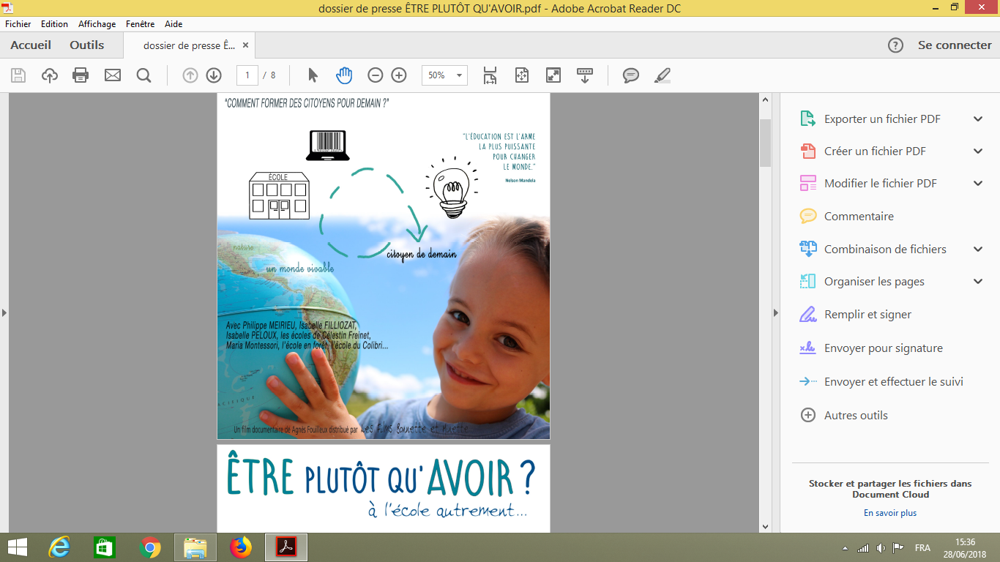 dossier de presse ÊTRE PLUTÔT QU'AVOIR.pdf - Adobe Acrobat Reader DC
Fichier Edition Affichage Fenêtre Aide
Accueil Outils dossier de presse Ê... × ? Se connecter
1 / 8 50%
"COMMENT FORMER DES CITOYENS POUR DEMAIN ?"
"L'ÉDUCATION EST L'ARME
LA PLUS PUISSANTE
POUR CHANGER
LE MONDE."
Nelson Mandela
ÉCOLE
nature
citoyen de demain
un monde vivable
Avec Philippe MEIRIEU, Isabelle FILLIOZAT,
Isabelle PELOUX, les écoles de Célestin Freinet,
Maria Montessori, l'école en forêt, l'école du Colibri...
PACIFIQUE
Un film documentaire de Agnès Fouilleux distribué par Les Films Bonnette et Minette
ÊTRE PLUTÔT QU'AVOIR ?
à l'école autrement...
Exporter un fichier PDF
Créer un fichier PDF
Modifier le fichier PDF
Commentaire
Combinaison de fichiers
Organiser les pages
Remplir et signer
Envoyer pour signature
Envoyer et effectuer le suivi
Autres outils
Stocker et partager les fichiers dans
Document Cloud
En savoir plus
FRA
15:36
28/06/2018